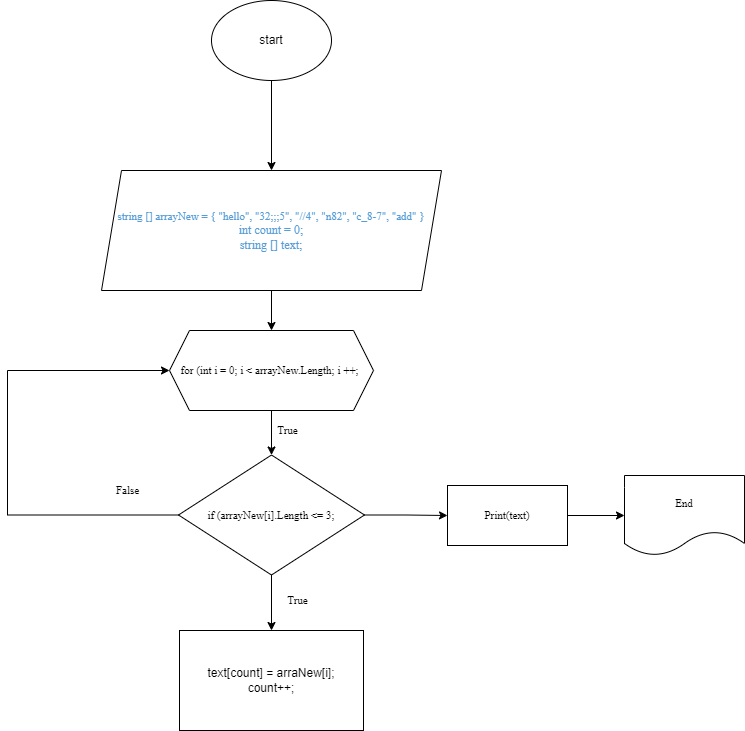 start
string [] arrayNew = { "hello", "32;;;5", "//4", "n82", "c_8-7", "add" }
int count = 0;
string [] text;
for (int i = 0; i < arrayNew.Length; i ++;
True
False
if (arrayNew[i].Length <= 3;
Print(text)
End
True
text[count] = arraNew[i];
count++;